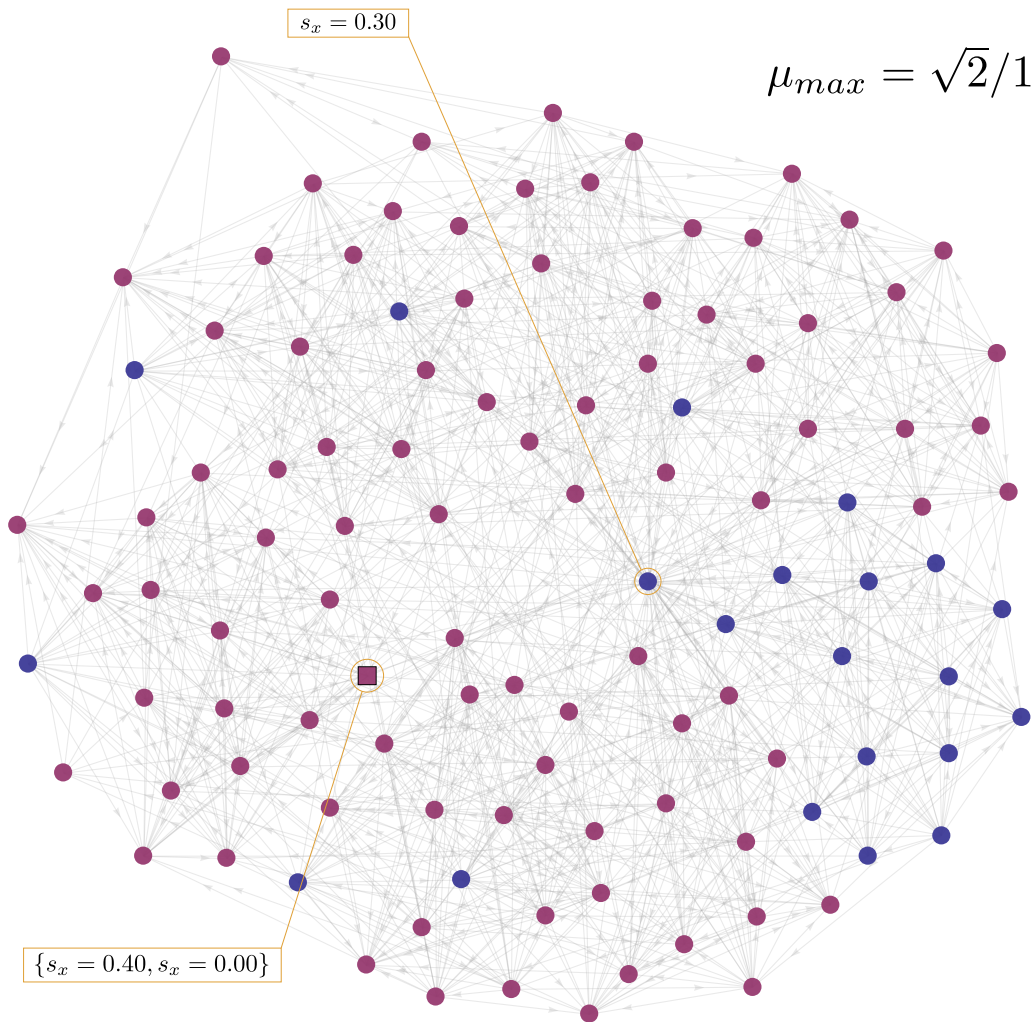 s_x = 0.30
μ_max = √2/1
{s_x = 0.40, s_x = 0.00}